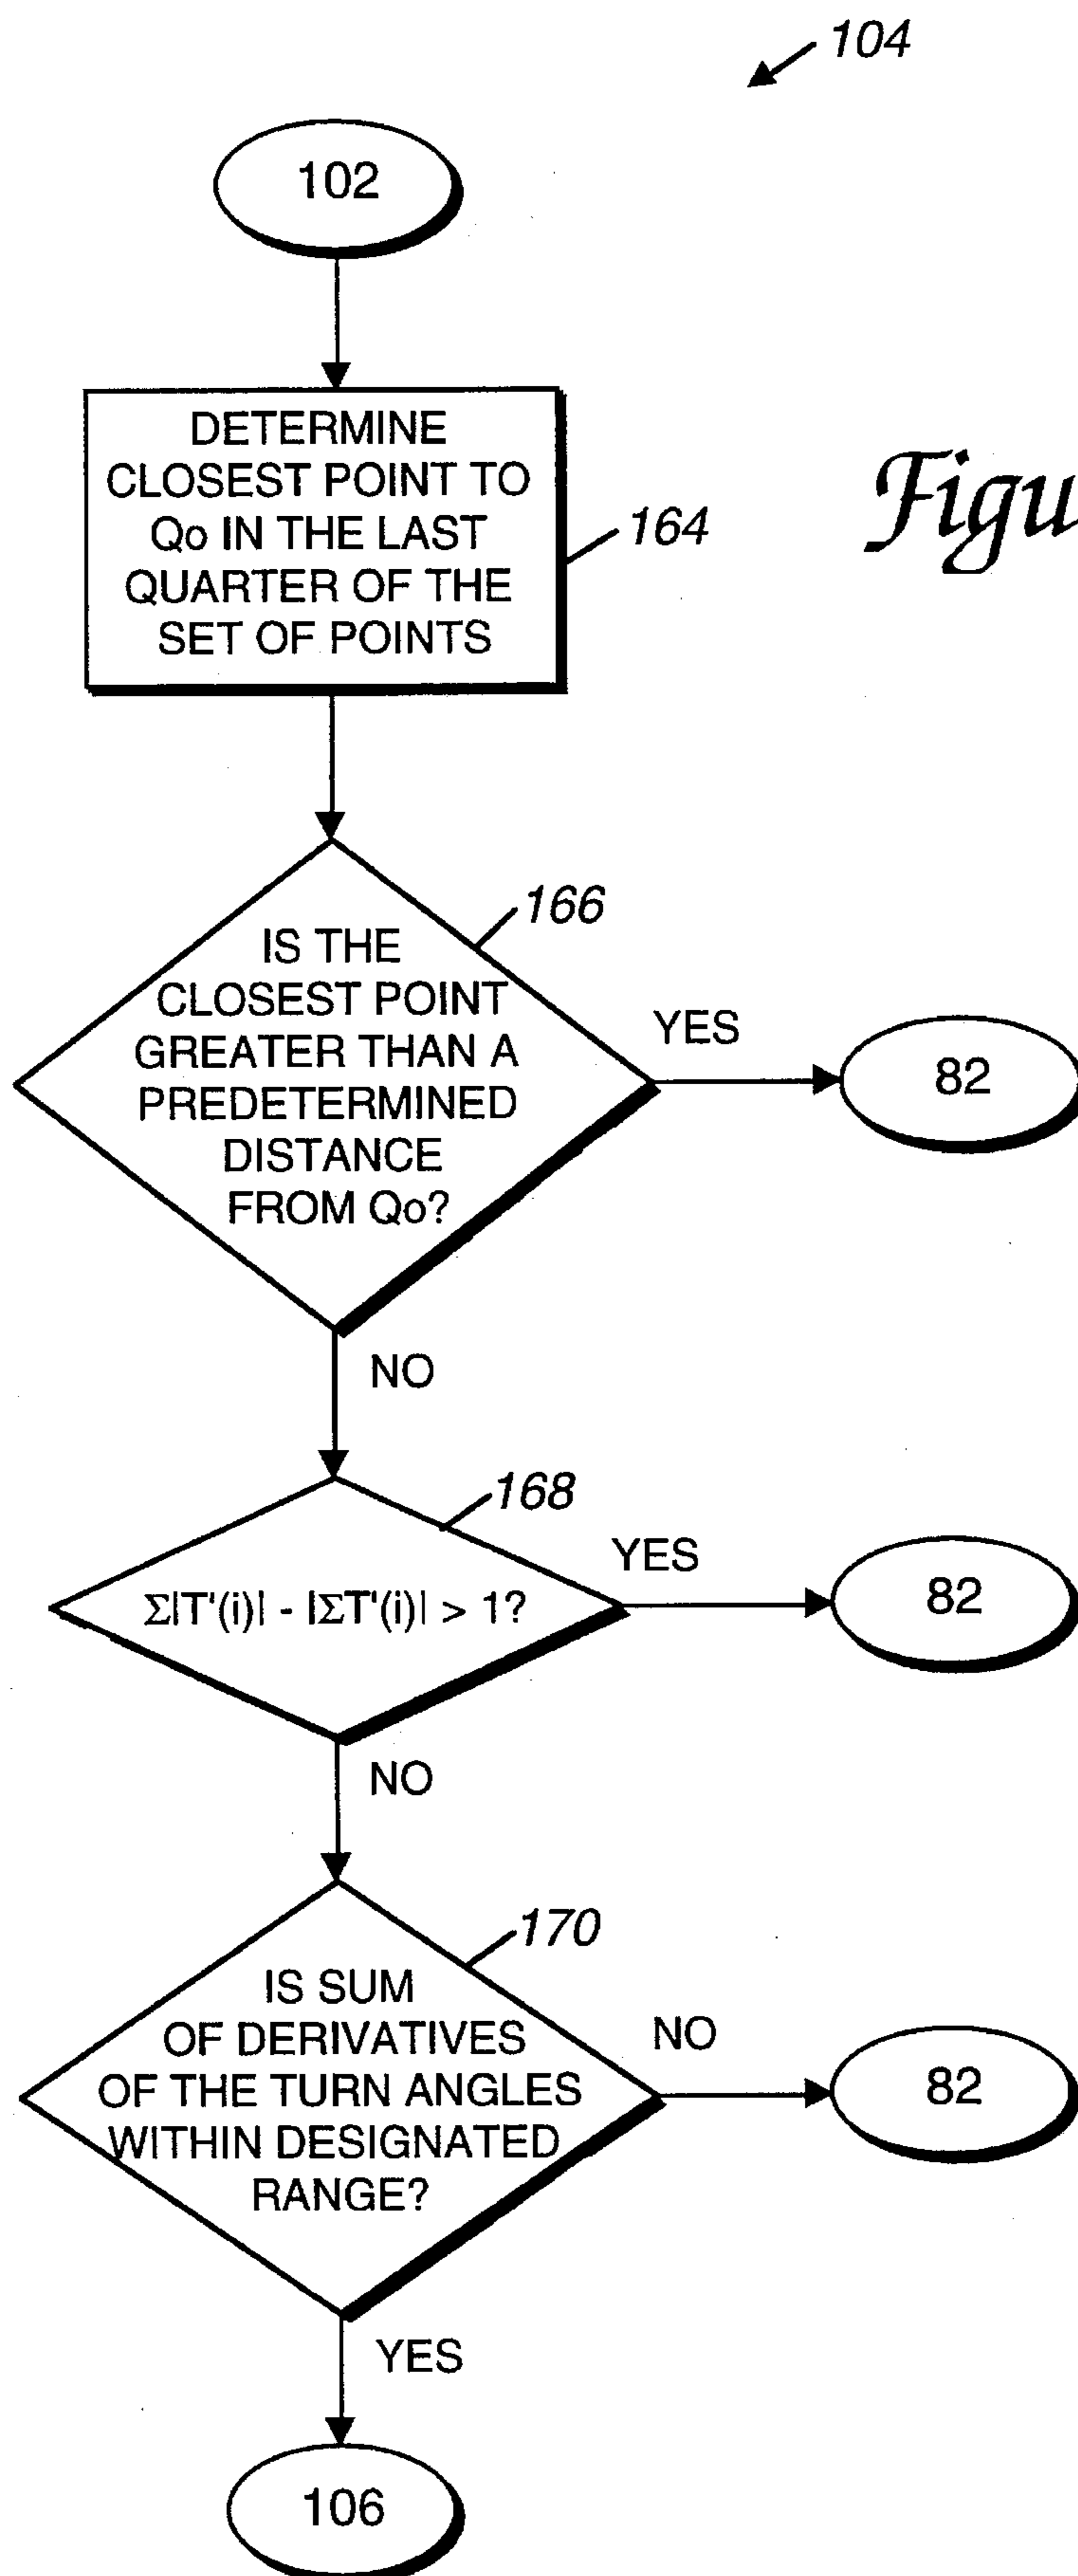 104
102
DETERMINE
CLOSEST POINT TO
Qo IN THE LAST
QUARTER OF THE
SET OF POINTS
164
Figu
166
IS THE
CLOSEST POINT
GREATER THAN A
PREDETERMINED
DISTANCE
FROM Qo?
YES
82
NO
168
Σ|T'(i)| - |ΣT'(i)| > 1?
YES
82
NO
170
IS SUM
OF DERIVATIVES
OF THE TURN ANGLES
WITHIN DESIGNATED
RANGE?
NO
82
YES
106